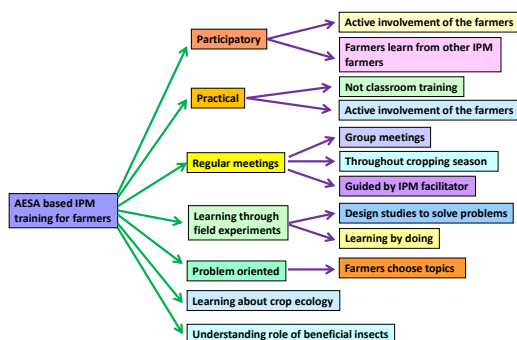 AESA based IPM
training for farmers
Participatory
Active involvement of the farmers
Farmers learn from other IPM
farmers
Practical
Not classroom training
Active involvement of the farmers
Regular meetings
Group meetings
Throughout cropping season
Guided by IPM facilitator
Learning through
field experiments
Design studies to solve problems
Learning by doing
Problem oriented
Farmers choose topics
Learning about crop ecology
Understanding role of beneficial insects